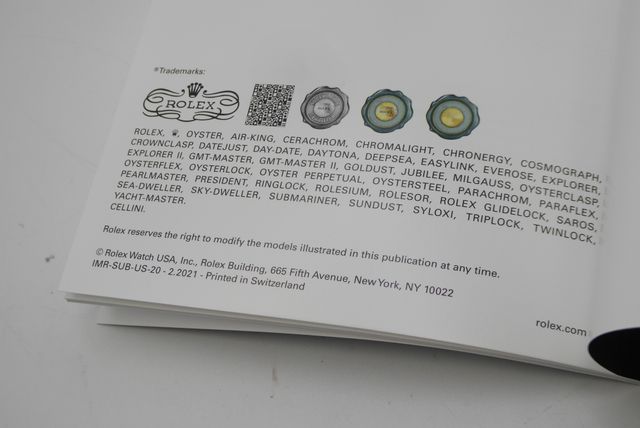 *Trademarks:
ROLEX
ROLEX, OYSTER, AIR-KING, CERACHROM, CHROMALIGHT, CHRONERGY, COSMOGRAPH,
CROWNCLASP, DATEJUST, DAY-DATE, DAYTONA, DEEPSEA, EASYLINK, EVEROSE, EXPLORER,
EXPLORER II, GMT-MASTER, GMT-MASTER II, GOLDUST, JUBILEE, MILGAUSS, OYSTERCLASP,
OYSTERFLEX, OYSTERLOCK, OYSTER PERPETUAL, OYSTERSTEEL, PARACHROM, PARAFLEX,
PEARLMASTER, PRESIDENT, RINGLOCK, ROLESIUM, ROLESOR, ROLEX GLIDELOCK, SAROS,
SEA-DWELLER, SKY-DWELLER, SUBMARINER, SUNDUST, SYLOXI, TRIPLOCK, TWINLOCK,
YACHT-MASTER.
CELLINI.
Rolex reserves the right to modify the models illustrated in this publication at any time.
© Rolex Watch USA, Inc., Rolex Building, 665 Fifth Avenue, New York, NY 10022
IMR-SUB-US-20 - 2.2021 - Printed in Switzerland
rolex.com